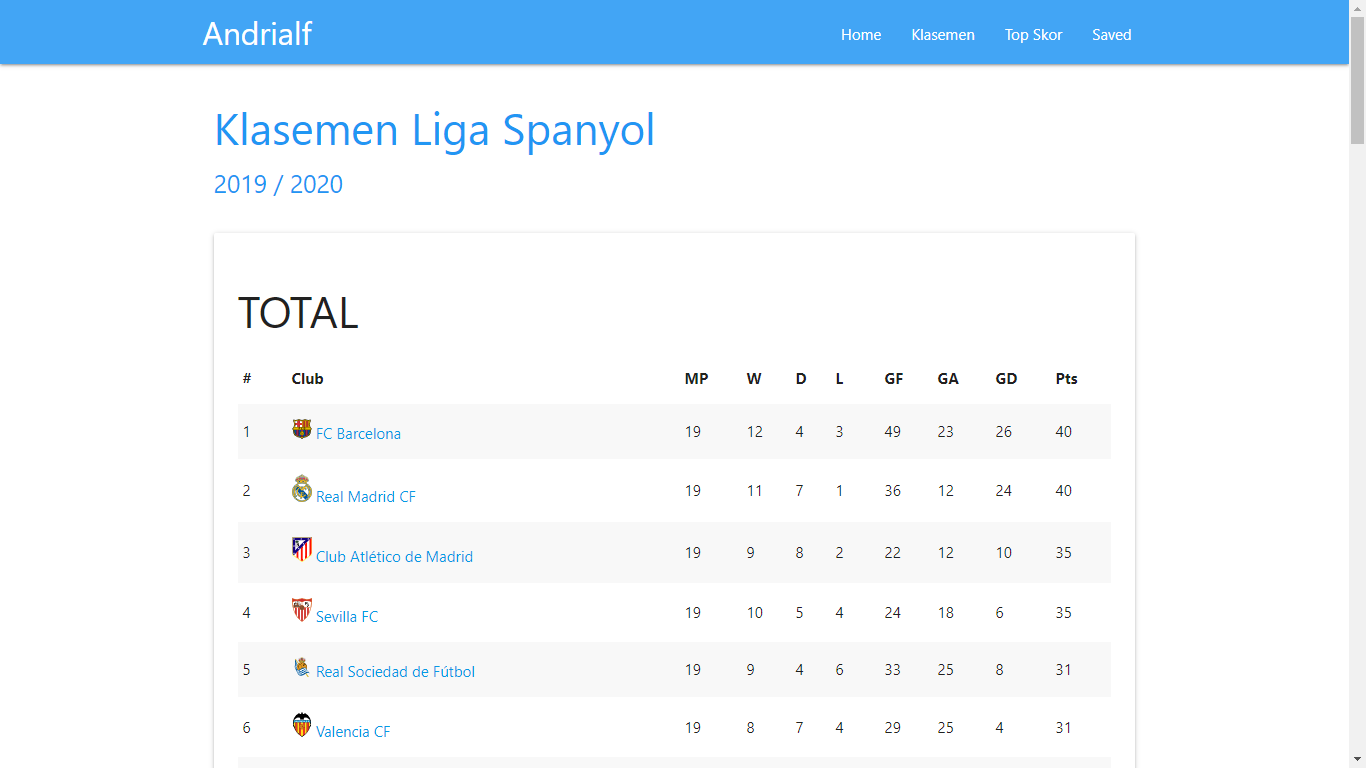 Andrialf Home Klasemen Top Skor Saved
Klasemen Liga Spanyol
2019 / 2020
TOTAL
# Club MP W D L GF GA GD Pts
1 FC Barcelona 19 12 4 3 49 23 26 40
2 Real Madrid CF 19 11 7 1 36 12 24 40
3 Club Atlético de Madrid 19 9 8 2 22 12 10 35
4 Sevilla FC 19 10 5 4 24 18 6 35
5 Real Sociedad de Fútbol 19 9 4 6 33 25 8 31
6 Valencia CF 19 8 7 4 29 25 4 31